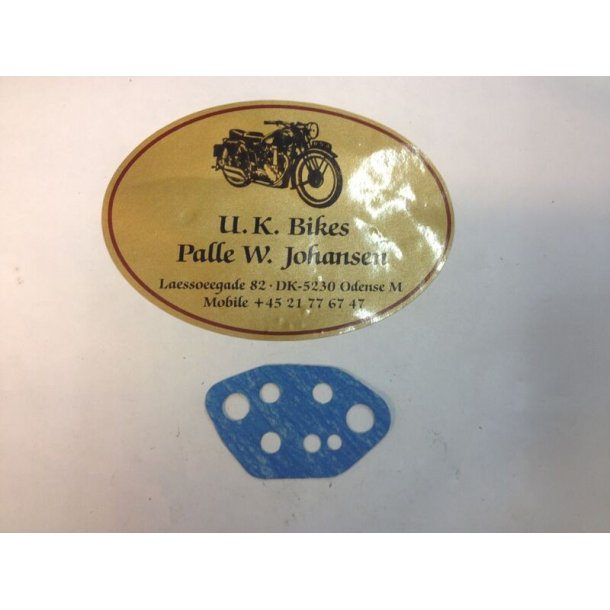 U. K. Bikes
Palle W. Johansen
Laessoeegade 82 · DK-5230 Odense M
Mobile +45 21 77 67 47